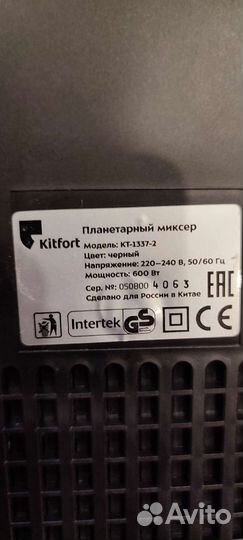 Планетарный миксер
Kitfort
Модель: КТ-1337-2
Цвет: черный
Напряжение: 220–240 В, 50/60 Гц
Мощность: 600 Вт
Сер. №: 050800 4063
Сделано для России в Китае
EAC
Intertek GS CE
Avito